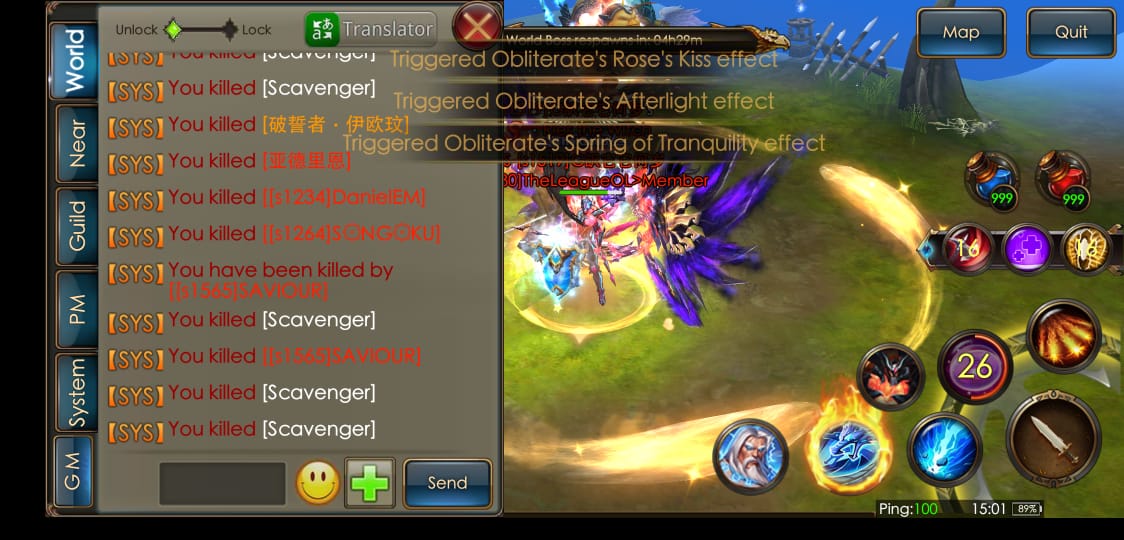 World
Near
Guild
PM
System
GM
Unlock
Lock
Translator
【SYS】You killed [Scavenger]
【SYS】You killed [Scavenger]
【SYS】You killed [破誓者·伊欧玟]
【SYS】You killed [亚德里恩]
【SYS】You killed [[s1234]DanielEM]
【SYS】You killed [[s1264]S⊙NG⊙KU]
【SYS】You have been killed by
[[s1565]SAVIOUR]
【SYS】You killed [Scavenger]
【SYS】You killed [[s1565]SAVIOUR]
【SYS】You killed [Scavenger]
【SYS】You killed [Scavenger]
Send
World Boss respawns in: 04h29m
Triggered Obliterate's Rose's Kiss effect
Triggered Obliterate's Afterlight effect
Triggered Obliterate's Spring of Tranquility effect
TheLeagueOL>Member
Map
Quit
999
999
16
26
Ping:100
15:01
89%